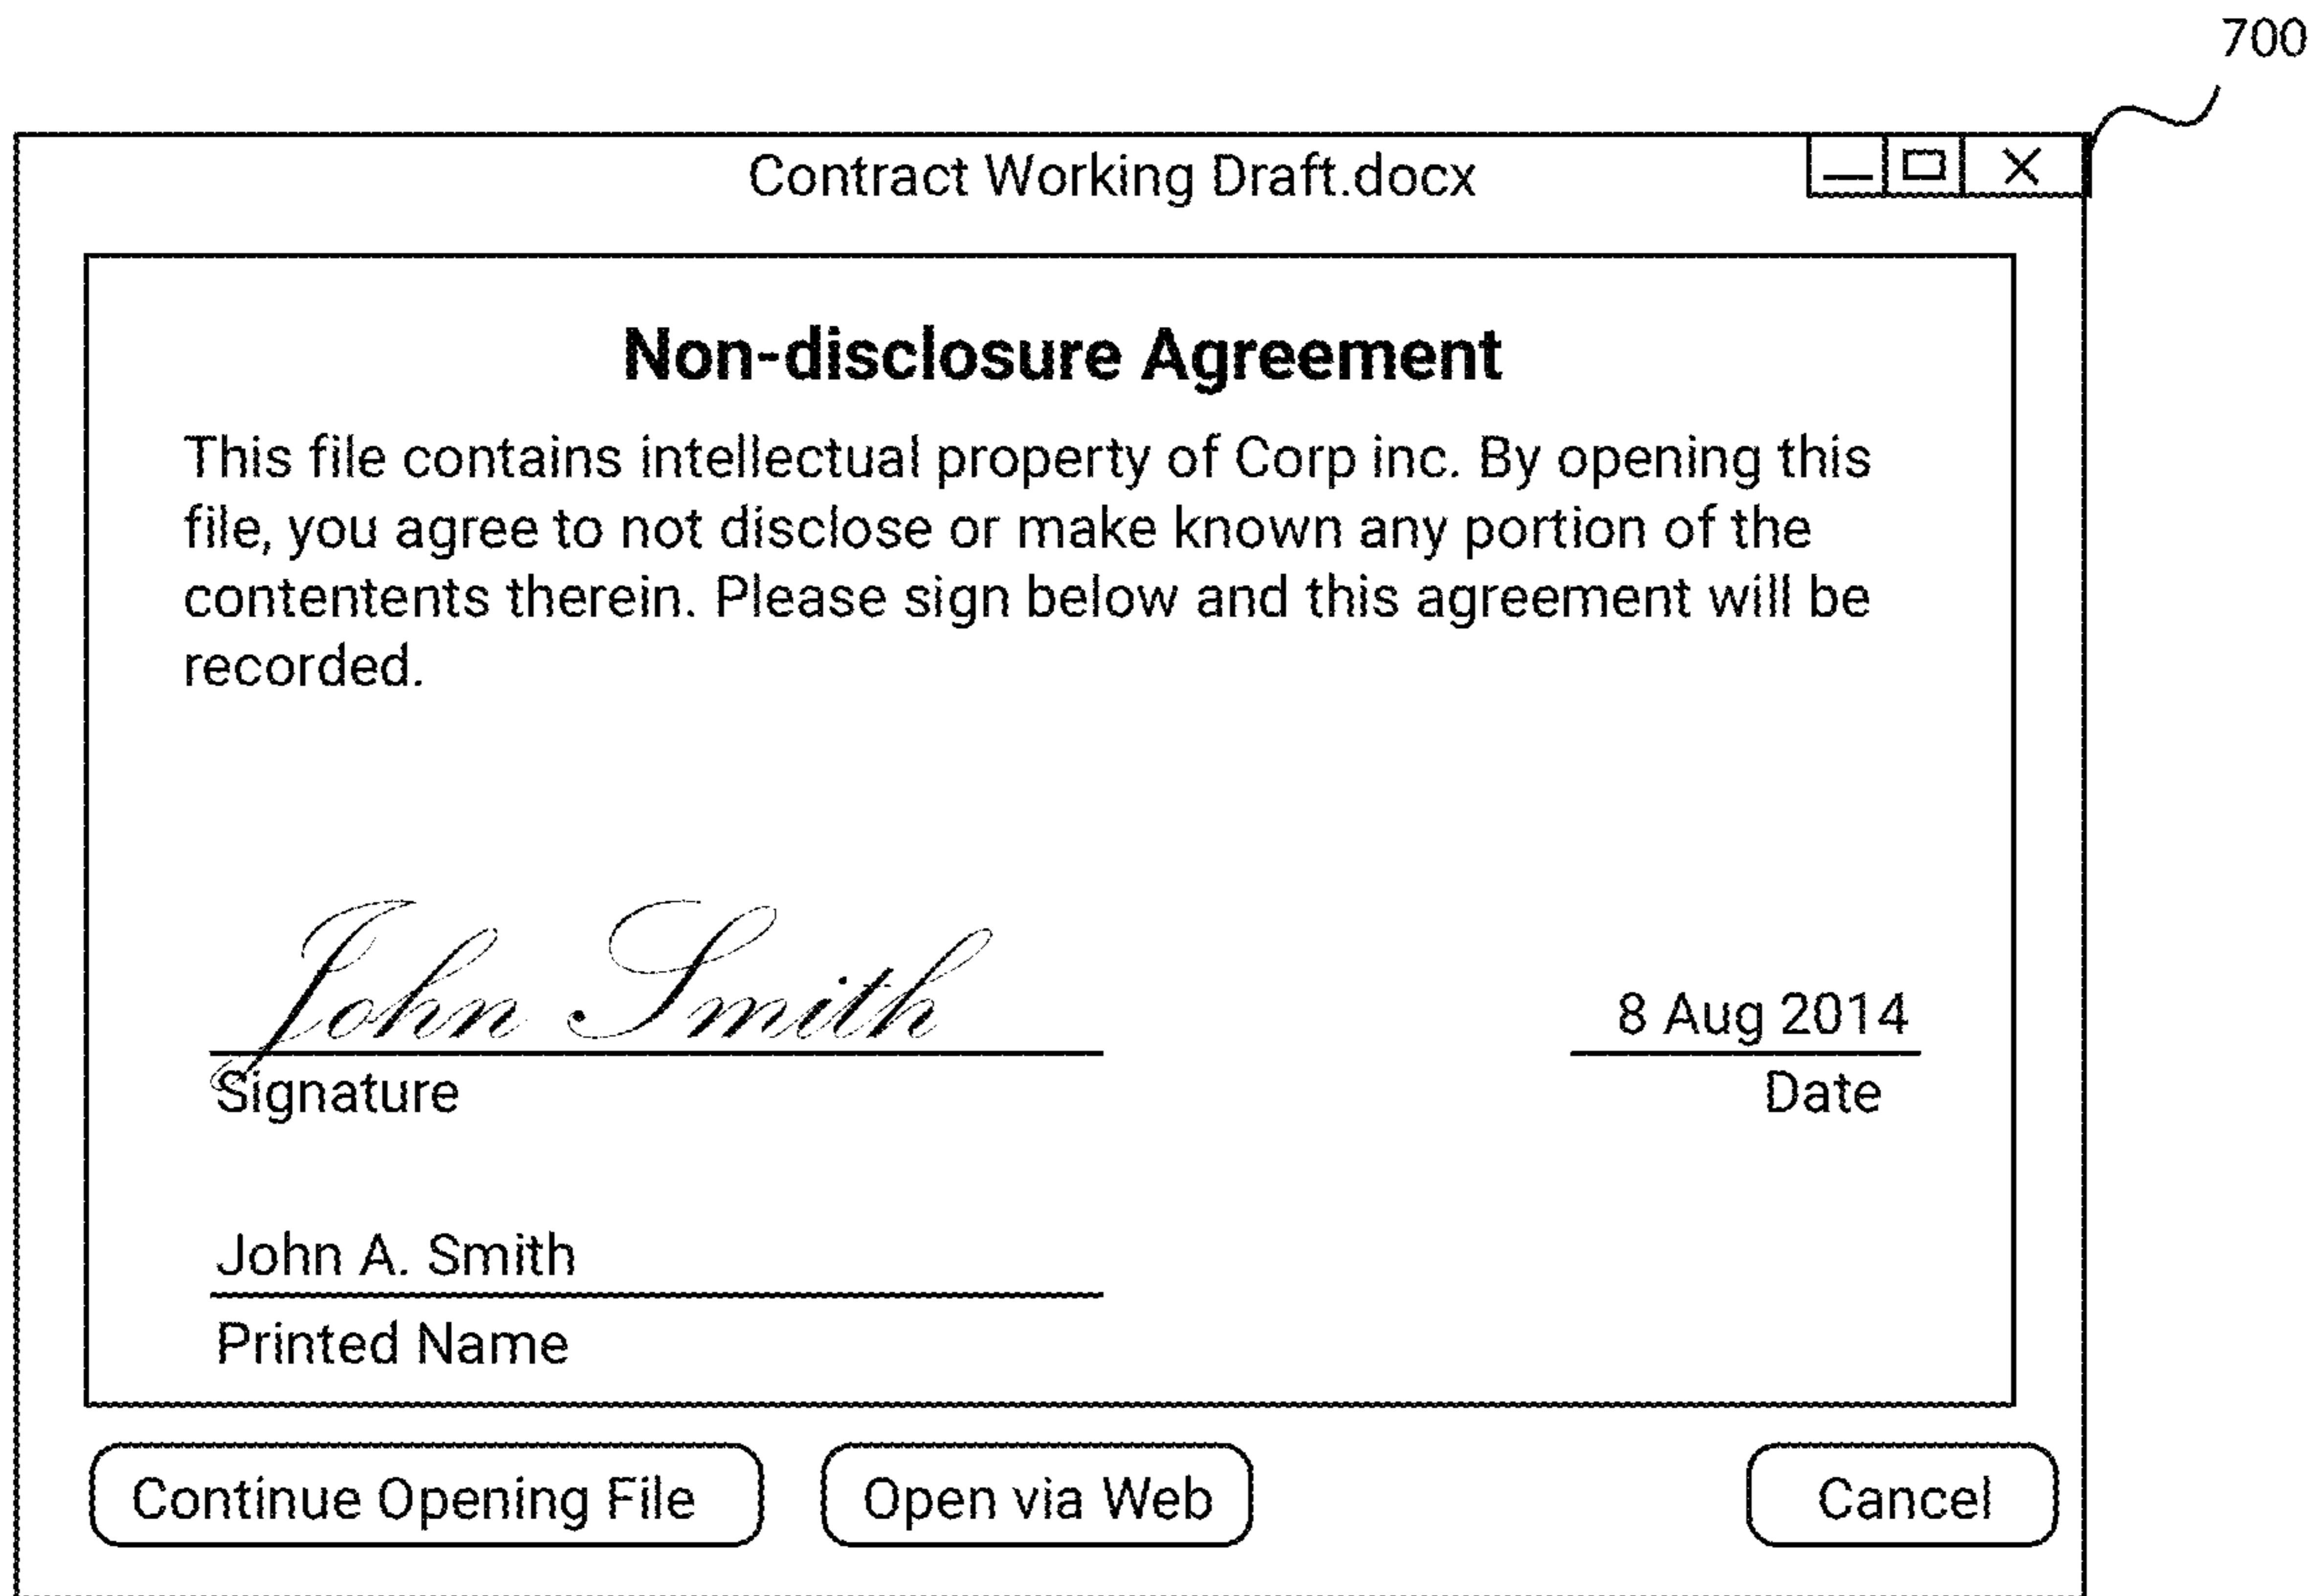 700
Contract Working Draft.docx
Non-disclosure Agreement
This file contains intellectual property of Corp inc. By opening this
file, you agree to not disclose or make known any portion of the
contentents therein. Please sign below and this agreement will be
recorded.
John Smith
8 Aug 2014
Signature
Date
John A. Smith
Printed Name
Continue Opening File
Open via Web
Cancel